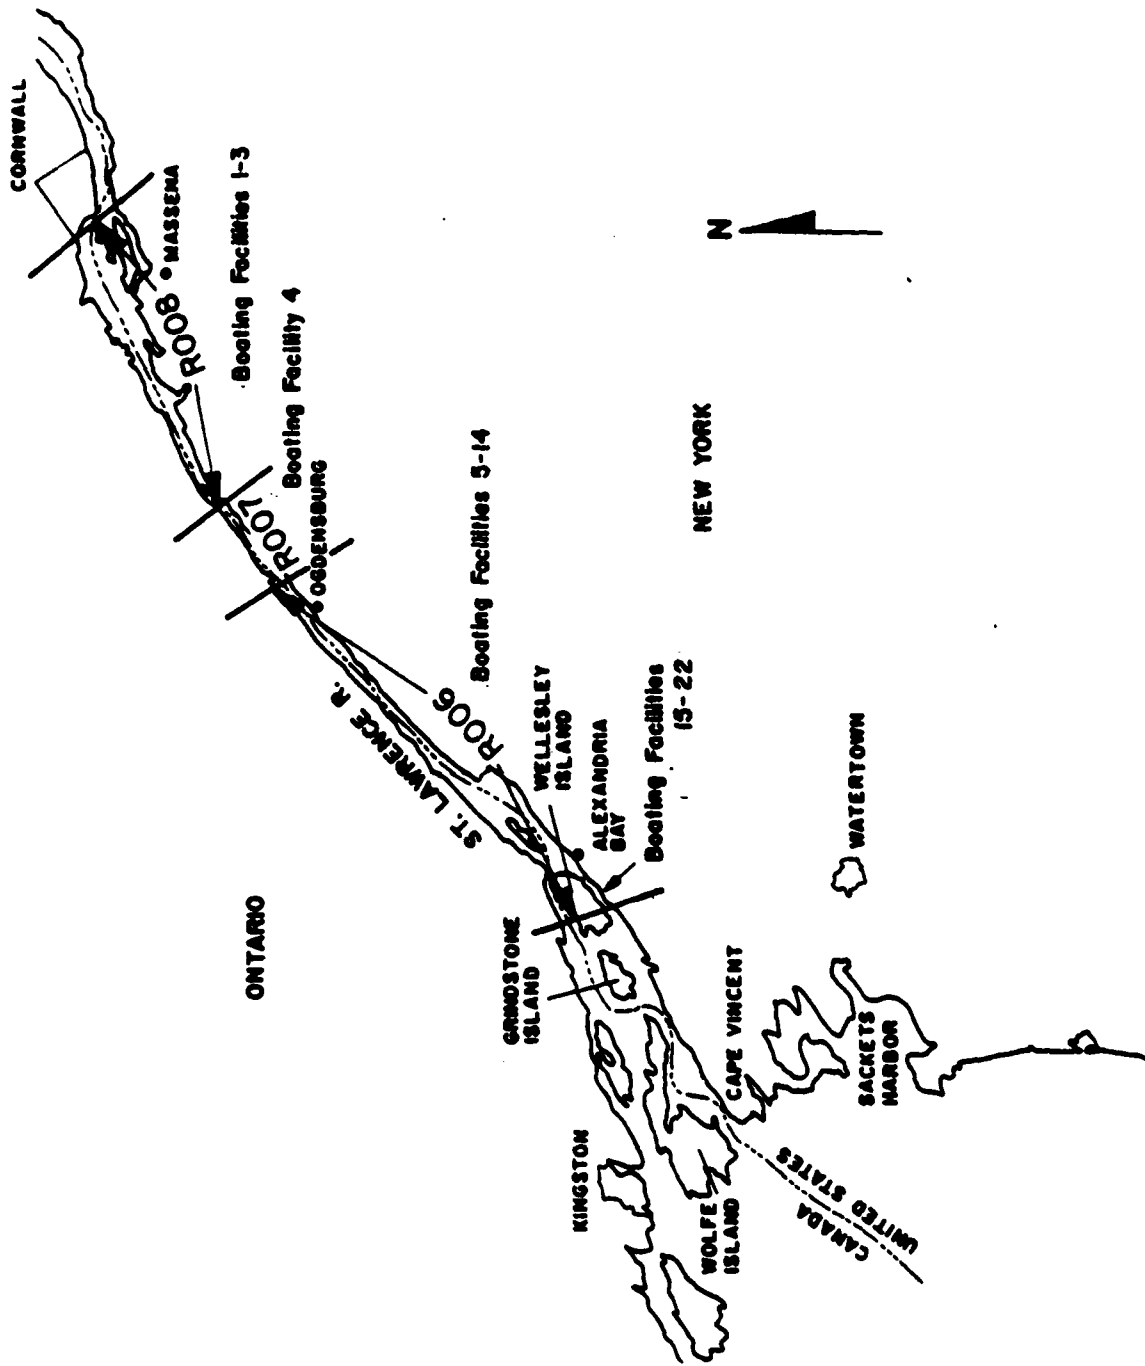 CORNWALL
MASSENA
R008
Boating Facilities 1-3
R007
Boating Facility 4
OGDENSBURG
Boating Facilities 5-14
R006
ST. LAWRENCE R.
ONTARIO
N
NEW YORK
WELLESLEY
ISLAND
ALEXANDRIA
BAY
Boating Facilities
15-22
WATERTOWN
GRINDSTONE
ISLAND
CAPE VINCENT
SACKETS
HARBOR
KINGSTON
WOLFE
ISLAND
UNITED STATES
CANADA